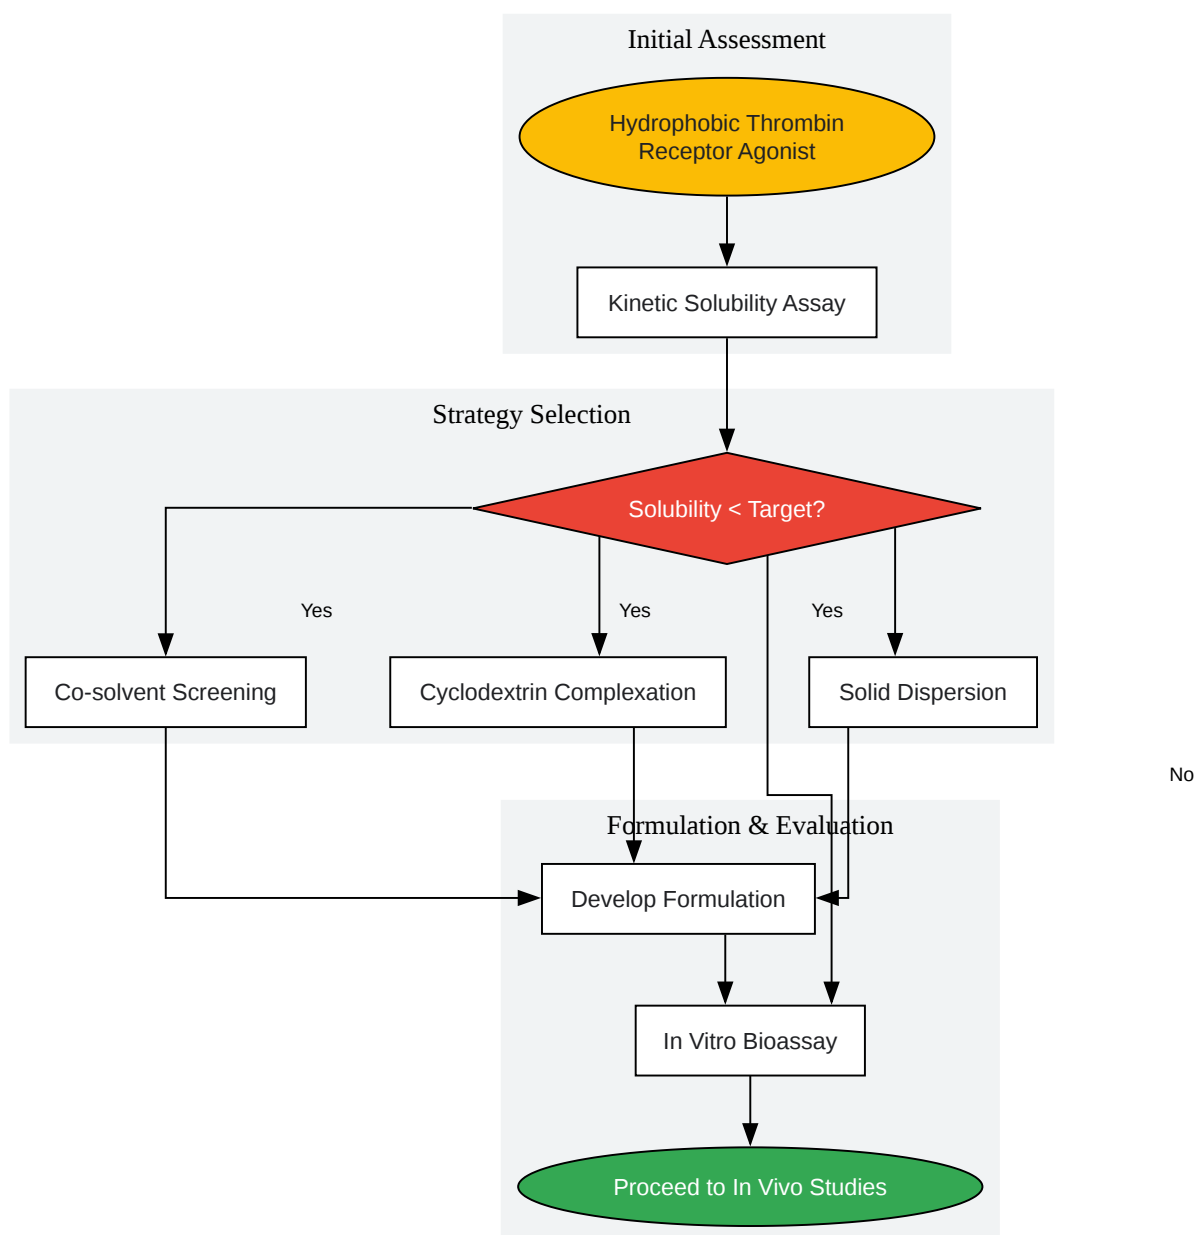 Initial Assessment
Hydrophobic Thrombin
Receptor Agonist
Kinetic Solubility Assay
Strategy Selection
Solubility < Target?
Yes
Yes
Yes
Co-solvent Screening
Cyclodextrin Complexation
Solid Dispersion
No
Formulation & Evaluation
Develop Formulation
In Vitro Bioassay
Proceed to In Vivo Studies